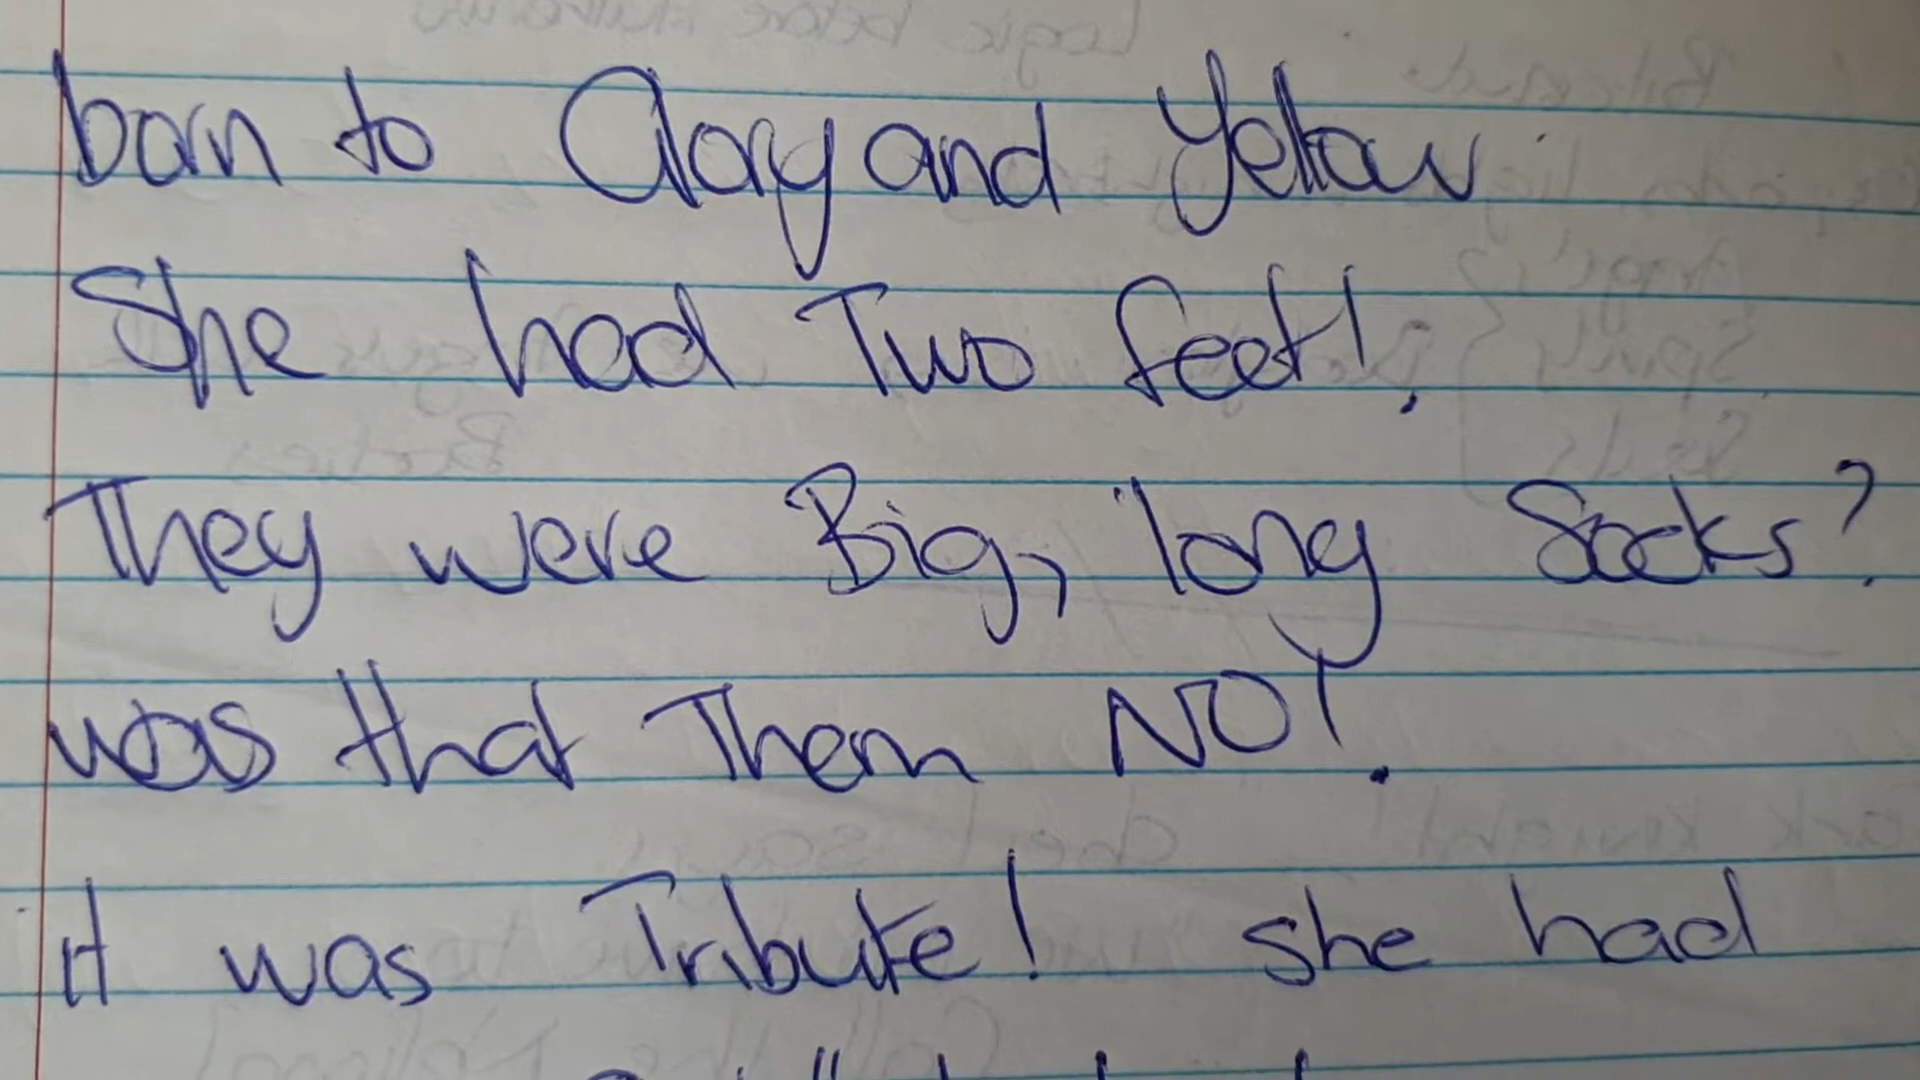 born to Glory and Yellow
She had Two feet!
They were Big, long Socks?
was that Them NO!
it was Tribute! she had